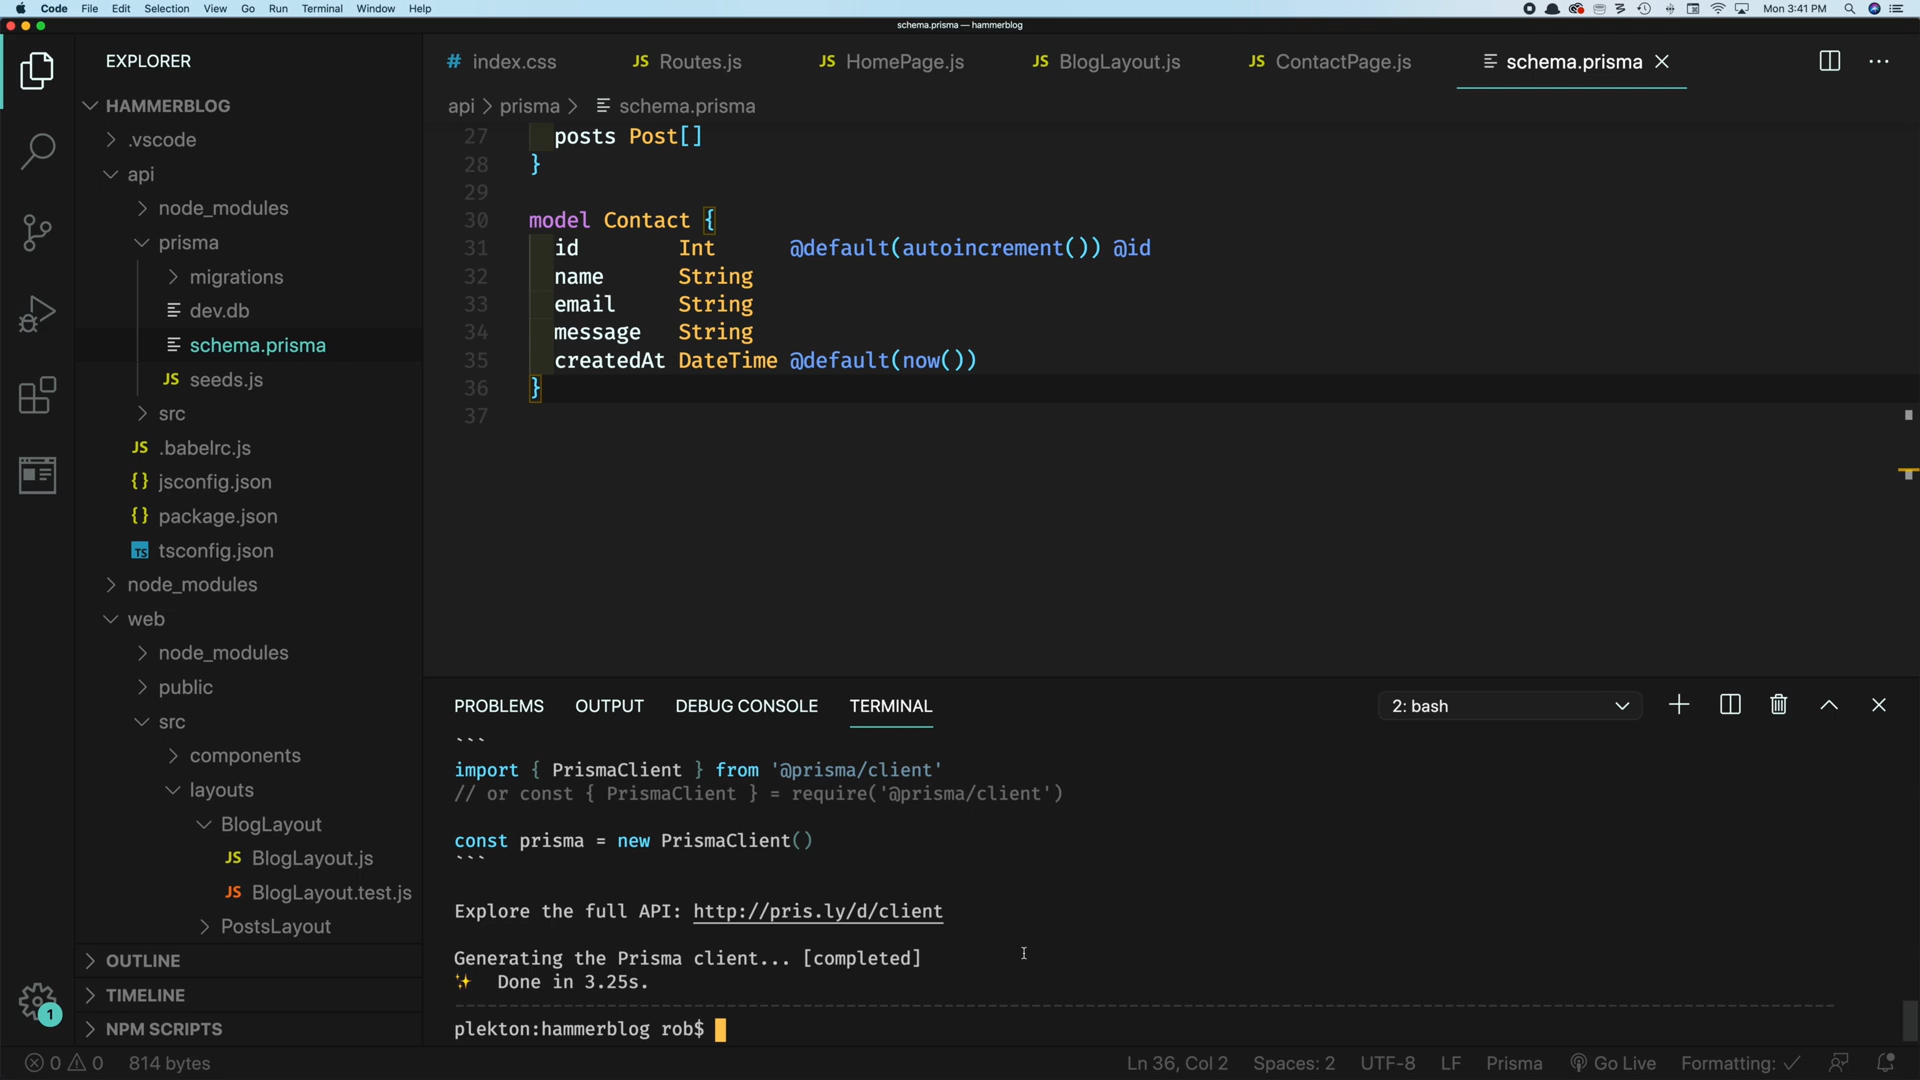 Code File Edit Selection View Go Run Terminal Window Help Mon 3:41 PM
schema.prisma — hammerblog
EXPLORER
HAMMERBLOG
.vscode
api
node_modules
prisma
migrations
dev.db
schema.prisma
JS seeds.js
src
JS .babelrc.js
{} jsconfig.json
{} package.json
TS tsconfig.json
node_modules
web
node_modules
public
src
components
layouts
BlogLayout
JS BlogLayout.js
JS BlogLayout.test.js
PostsLayout
OUTLINE
TIMELINE
NPM SCRIPTS
1
# index.css JS Routes.js JS HomePage.js JS BlogLayout.js JS ContactPage.js schema.prisma
api > prisma > schema.prisma
27 posts Post[]
28 }
29
30 model Contact {
31 id Int @default(autoincrement()) @id
32 name String
33 email String
34 message String
35 createdAt DateTime @default(now())
36 }
37
PROBLEMS OUTPUT DEBUG CONSOLE TERMINAL 2: bash
```
import { PrismaClient } from '@prisma/client'
// or const { PrismaClient } = require('@prisma/client')
const prisma = new PrismaClient()
```
Explore the full API: http://pris.ly/d/client
Generating the Prisma client... [completed]
✨ Done in 3.25s.
plekton:hammerblog rob$
0 0 814 bytes Ln 36, Col 2 Spaces: 2 UTF-8 LF Prisma Go Live Formatting: ✓